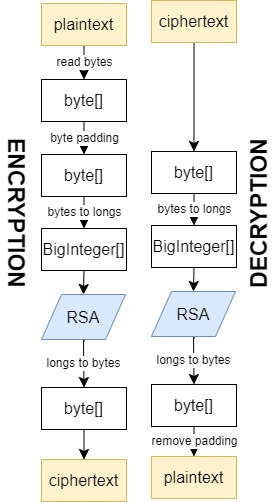 ENCRYPTION
plaintext
read bytes
byte[]
byte padding
byte[]
bytes to longs
BigInteger[]
RSA
longs to bytes
byte[]
ciphertext
DECRYPTION
ciphertext
byte[]
bytes to longs
BigInteger[]
RSA
longs to bytes
byte[]
remove padding
plaintext